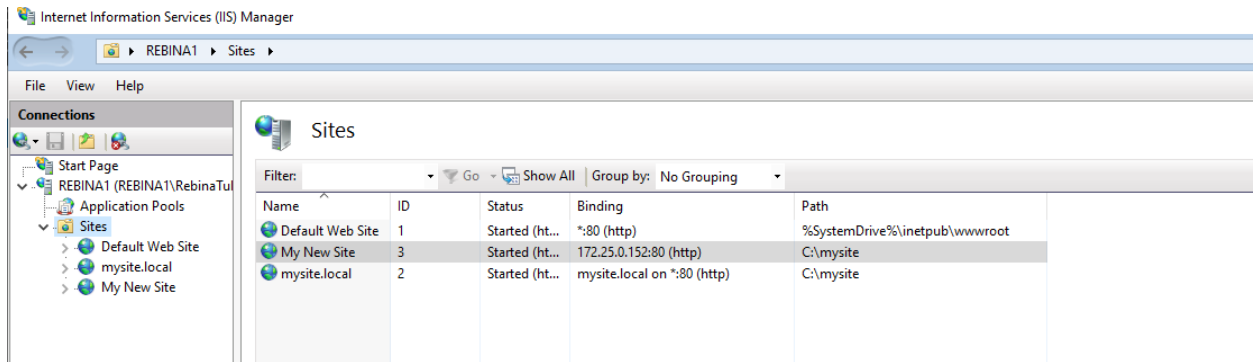 Internet Information Services (IIS) Manager
REBINA1 Sites
File View Help
Connections
Start Page
REBINA1 (REBINA1\RebinaTul
Application Pools
Sites
Default Web Site
mysite.local
My New Site
Sites
Filter: Go Show All Group by: No Grouping
Name ID Status Binding Path
Default Web Site 1 Started (ht... *:80 (http) %SystemDrive%\inetpub\wwwroot
My New Site 3 Started (ht... 172.25.0.152:80 (http) C:\mysite
mysite.local 2 Started (ht... mysite.local on *:80 (http) C:\mysite